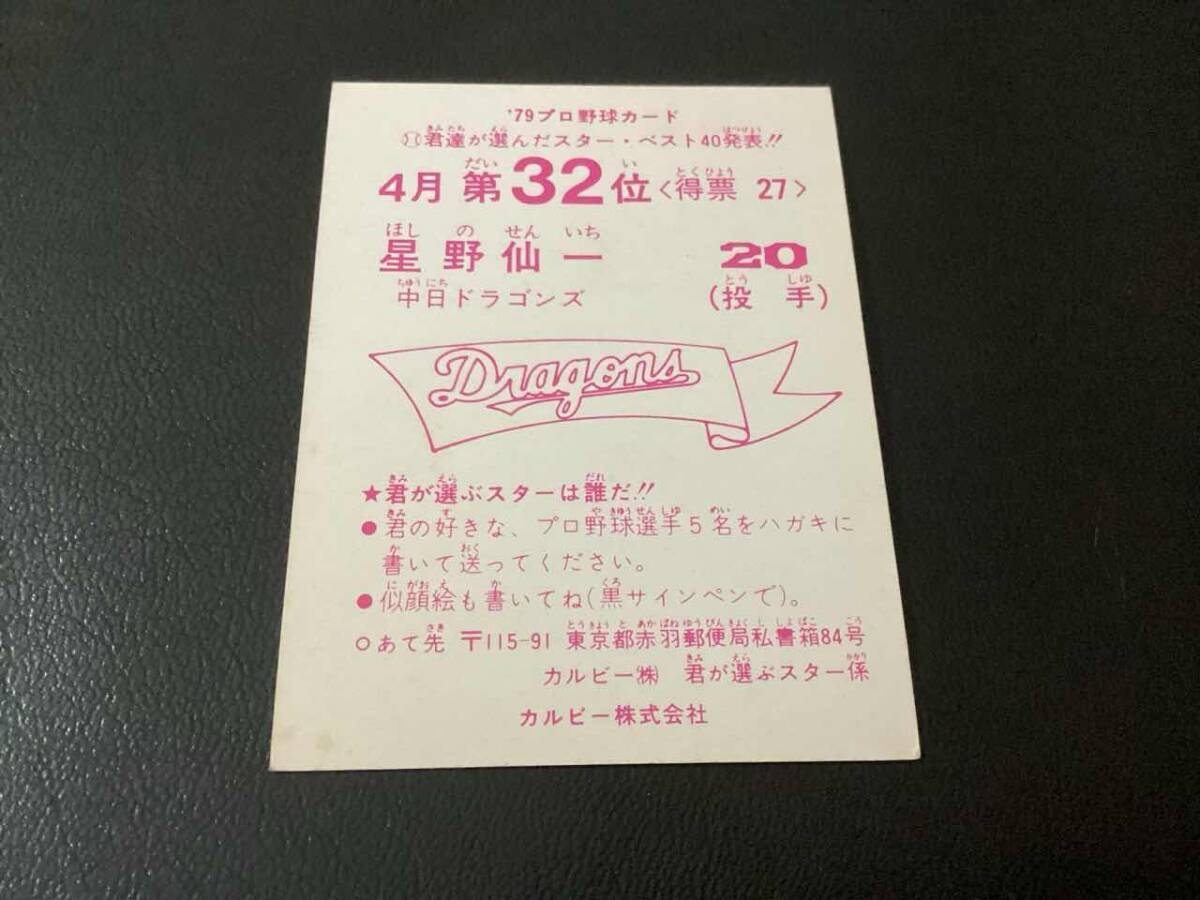 '79プロ野球カード
君達が選んだスター・ベスト40発表!!
4月 第32位<得票 27>
星野仙一 20
中日ドラゴンズ (投手)
Dragons
★君が選ぶスターは誰だ!!
●君の好きな、プロ野球選手5名をハガキに
書いて送ってください。
●似顔絵も書いてね(黒サインペンで)。
○あて先 〒115-91 東京都赤羽郵便局私書箱84号
カルビー㈱ 君が選ぶスター係
カルビー株式会社